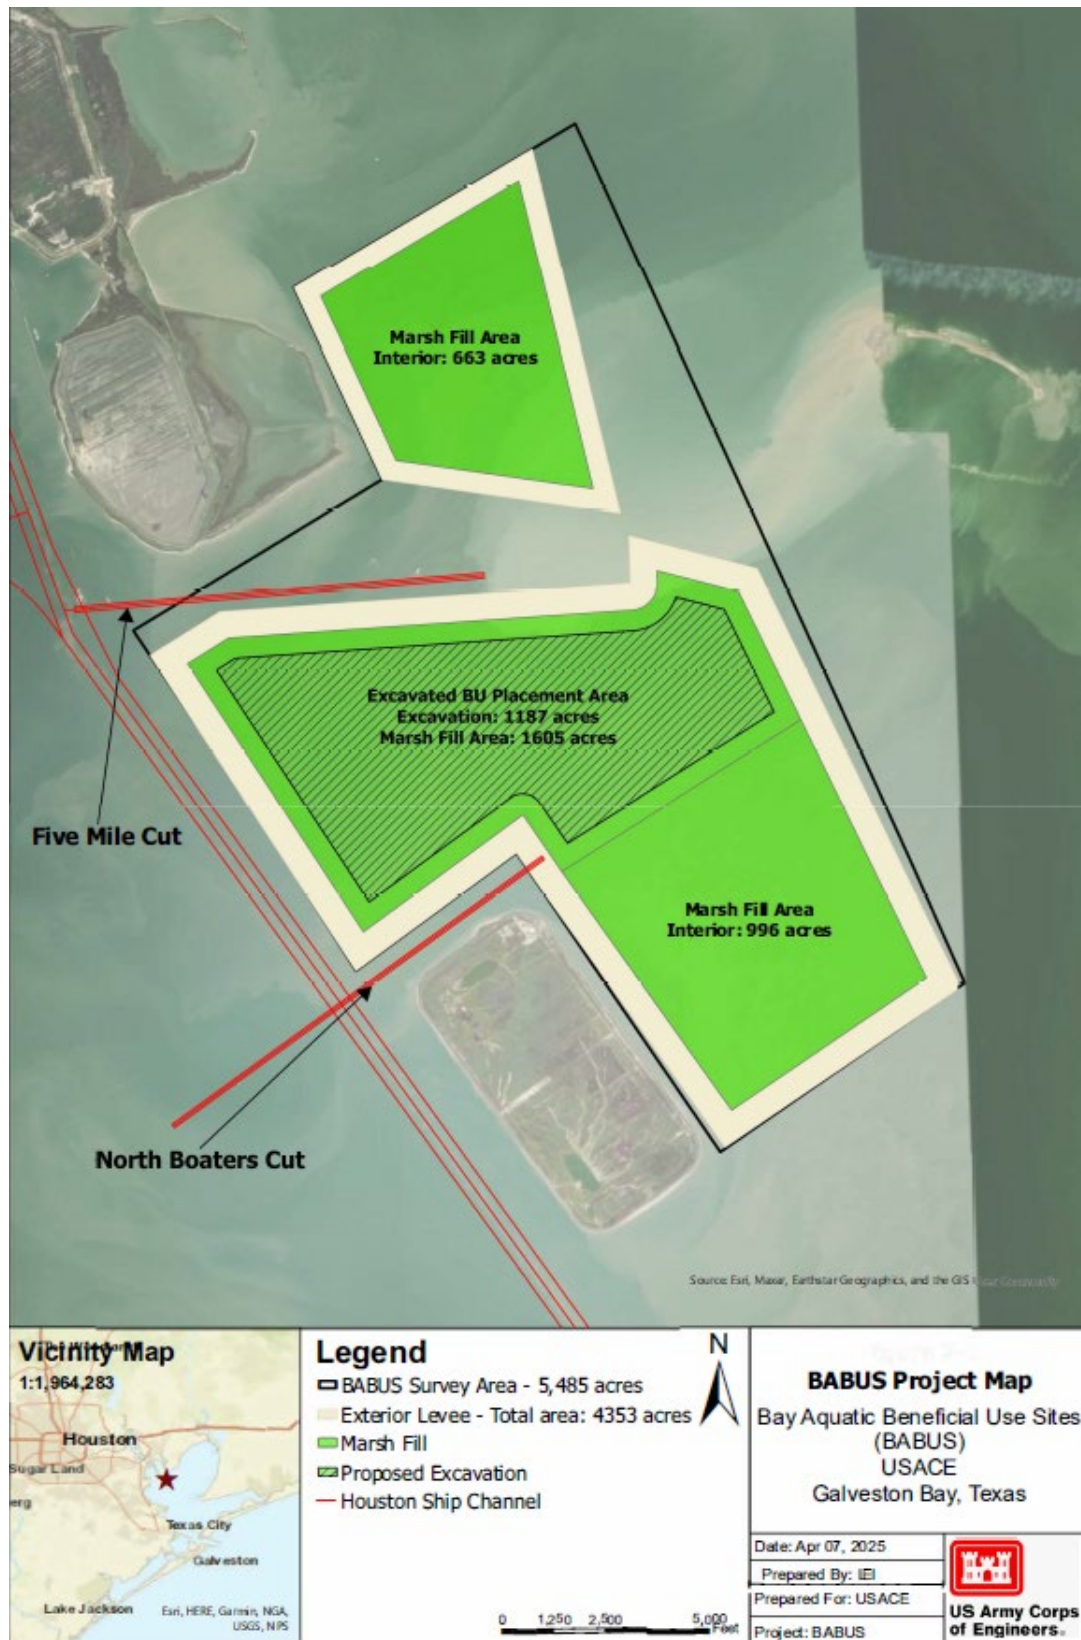 Marsh Fill Area
Interior: 663 acres
Excavated BU Placement Area
Excavation: 1187 acres
Marsh Fill Area: 1605 acres
Five Mile Cut
Marsh Fill Area
Interior: 996 acres
North Boaters Cut
Source: Esri, Maxar, Earthstar Geographics, and the GIS User Community
Vicinity Map
1:1,964,283
Houston
Sugar Land
Texas City
Galveston
Lake Jackson
Esri, HERE, Garmin, NGA,
USGS, NPS
Legend
BABUS Survey Area - 5,485 acres
Exterior Levee - Total area: 4353 acres
Marsh Fill
Proposed Excavation
Houston Ship Channel
N
0 1,250 2,500 5,000
Feet
BABUS Project Map
Bay Aquatic Beneficial Use Sites
(BABUS)
USACE
Galveston Bay, Texas
Date: Apr 07, 2025
Prepared By: LEI
Prepared For: USACE
Project: BABUS
US Army Corps
of Engineers®